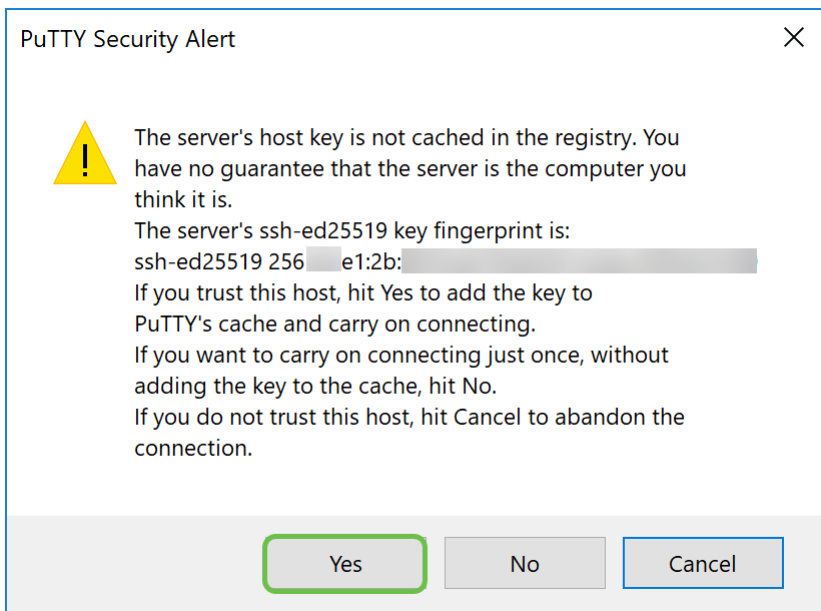 PuTTY Security Alert
The server's host key is not cached in the registry. You
have no guarantee that the server is the computer you
think it is.
The server's ssh-ed25519 key fingerprint is:
ssh-ed25519 256 e1:2b:
If you trust this host, hit Yes to add the key to
PuTTY's cache and carry on connecting.
If you want to carry on connecting just once, without
adding the key to the cache, hit No.
If you do not trust this host, hit Cancel to abandon the
connection.
Yes No Cancel